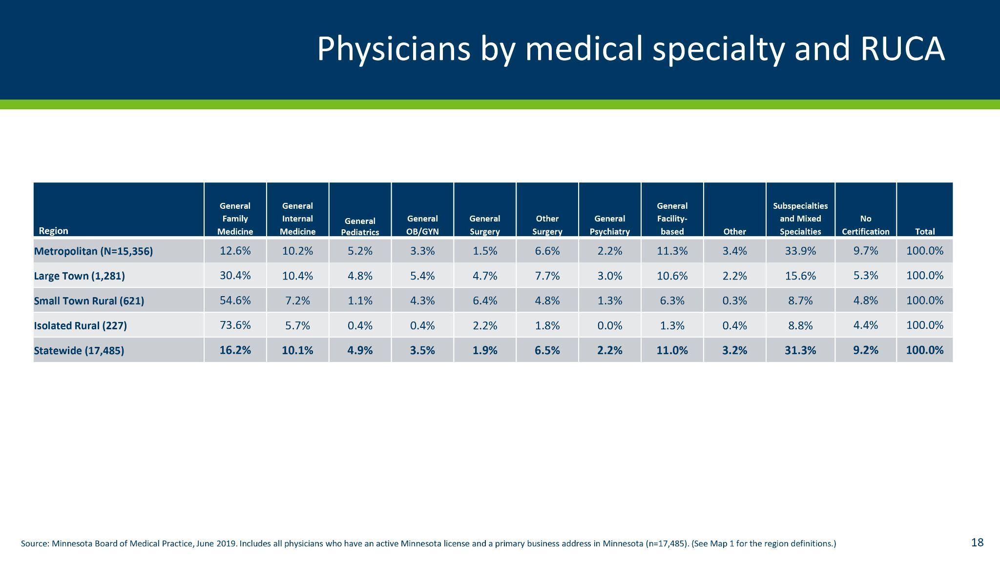 Physicians by medical specialty and RUCA
Region
General
Family
Medicine
General
Internal
Medicine
General
Pediatrics
General
OB/GYN
General
Surgery
Other
Surgery
General
Psychiatry
General
Facility-
based
Other
Subspecialties
and Mixed
Specialties
No
Certification
Total
Metropolitan (N=15,356) 12.6% 10.2% 5.2% 3.3% 1.5% 6.6% 2.2% 11.3% 3.4% 33.9% 9.7% 100.0%
Large Town (1,281) 30.4% 10.4% 4.8% 5.4% 4.7% 7.7% 3.0% 10.6% 2.2% 15.6% 5.3% 100.0%
Small Town Rural (621) 54.6% 7.2% 1.1% 4.3% 6.4% 4.8% 1.3% 6.3% 0.3% 8.7% 4.8% 100.0%
Isolated Rural (227) 73.6% 5.7% 0.4% 0.4% 2.2% 1.8% 0.0% 1.3% 0.4% 8.8% 4.4% 100.0%
Statewide (17,485) 16.2% 10.1% 4.9% 3.5% 1.9% 6.5% 2.2% 11.0% 3.2% 31.3% 9.2% 100.0%
Source: Minnesota Board of Medical Practice, June 2019. Includes all physicians who have an active Minnesota license and a primary business address in Minnesota (n=17,485). (See Map 1 for the region definitions.)
18